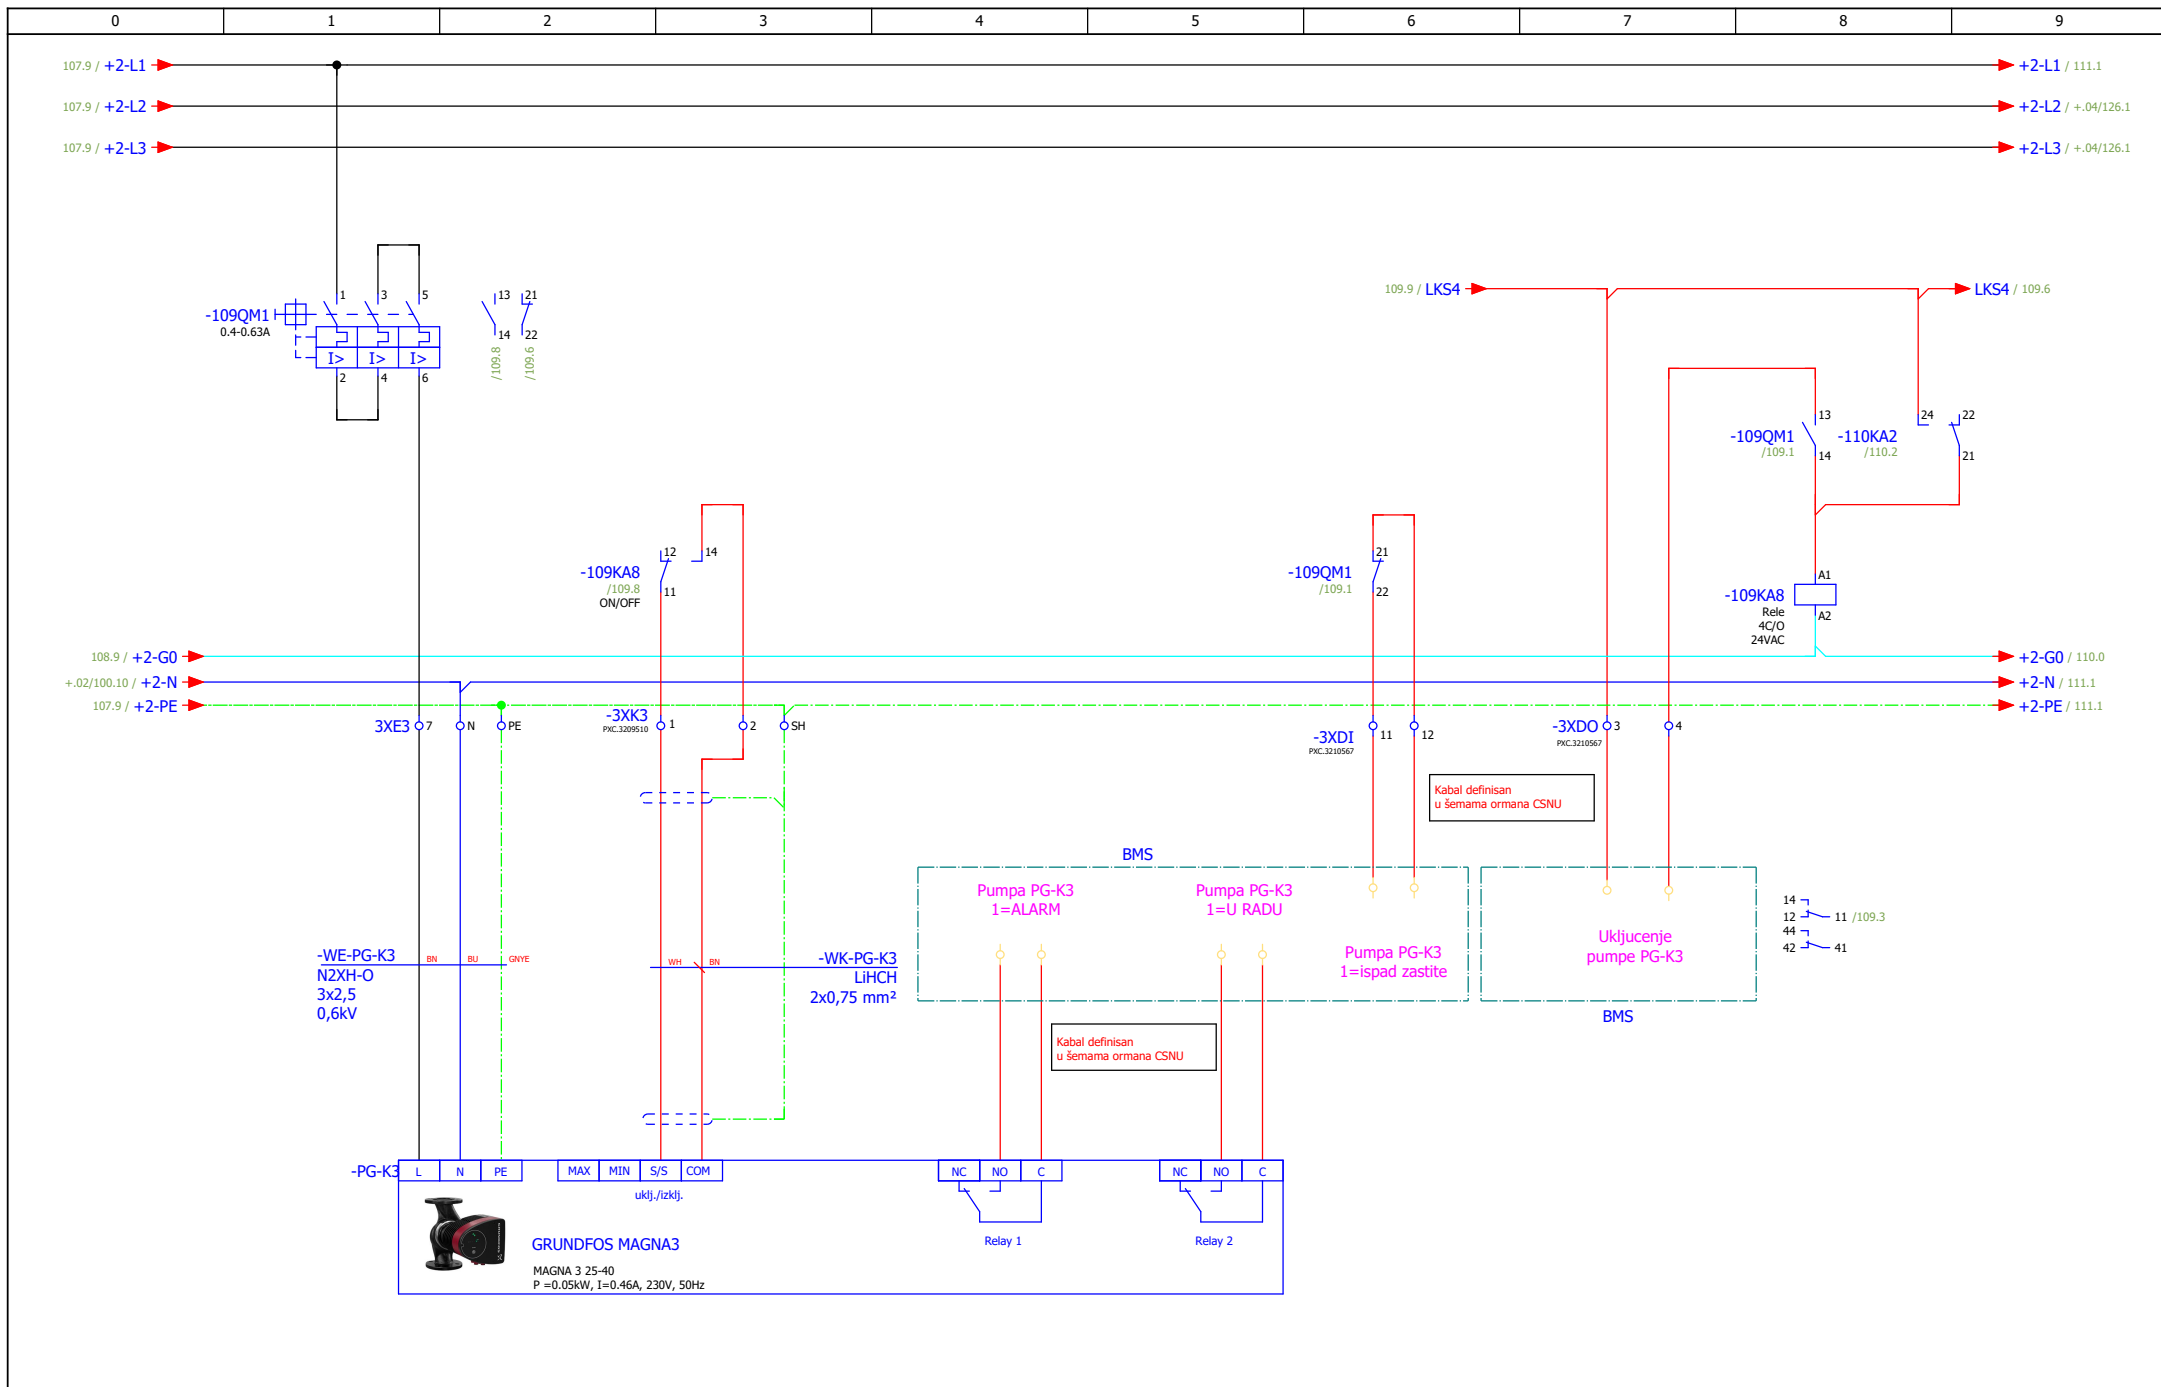 0 1 2 3 4 5 6 7 8 9
107.9 / +2-L1
+2-L1 / 111.1
107.9 / +2-L2
+2-L2 / +.04/126.1
107.9 / +2-L3
+2-L3 / +.04/126.1
109.9 / LKS4
LKS4 / 109.6
1 3 5 13 21
-109QM1
0.4-0.63A
14 22
I> I> I>
2 4 6
/109.8 /109.6
13 24 22
-109QM1 -110KA2
/109.1 /110.2
14 21
12 14
-109KA8
/109.8
11
ON/OFF
21
-109QM1
/109.1
22
A1
-109KA8
Rele
4C/O
24VAC
A2
108.9 / +2-G0
+2-G0 / 110.0
+.02/100.10 / +2-N
+2-N / 111.1
107.9 / +2-PE
+2-PE / 111.1
3XE3 7 N PE
-3XK3 1 2 SH
PXC.3209510
-3XDI 11 12
PXC.3210567
-3XDO 3 4
PXC.3210567
Kabal definisan
u šemama ormana CSNU
BMS
Pumpa PG-K3
1=ALARM
Pumpa PG-K3
1=U RADU
Pumpa PG-K3
1=ispad zastite
Ukljucenje
pumpe PG-K3
BMS
14
12 11 /109.3
44
42 41
-WE-PG-K3 BN BU GNYE
N2XH-O
3x2,5
0,6kV
WH BN -WK-PG-K3
LiHCH
2x0,75 mm²
Kabal definisan
u šemama ormana CSNU
-PG-K3 L N PE MAX MIN S/S COM NC NO C NC NO C
uklj./izklj.
Relay 1 Relay 2
GRUNDFOS MAGNA3
MAGNA 3 25-40
P =0.05kW, I=0.46A, 230V, 50Hz